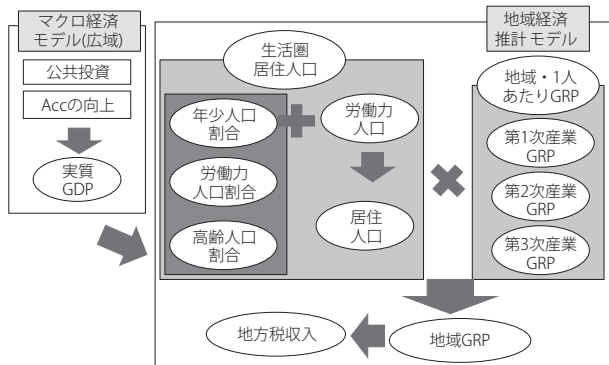 マクロ経済
モデル(広域)
公共投資
Accの向上
実質
GDP
地域経済
推計モデル
生活圏
居住人口
年少人口
割合
労働力
人口割合
高齢人口
割合
労働力
人口
居住
人口
地域・1人
あたりGRP
第1次産業
GRP
第2次産業
GRP
第3次産業
GRP
地方税収入
地域GRP